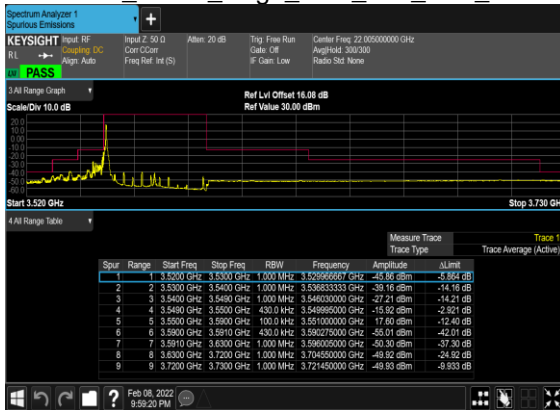 Spectrum Analyzer 1
Spurious Emissions
+
KEYSIGHT Input: RF Input Z: 50 Ω Atten: 20 dB Trig: Free Run Center Freq: 22.005000000 GHz
RL Coupling: DC Corr CCorr Gate: Off Avg|Hold: 300/300
Align: Auto Freq Ref: Int (S) IF Gain: Low Radio Std: None
PASS
3 All Range Graph
Ref Lvl Offset 16.08 dB
Scale/Div 10.0 dB Ref Value 30.00 dBm
20.0
10.0
0.00
-10.0
-20.0
-30.0
-40.0
-50.0
-60.0
Start 3.520 GHz Stop 3.730 GH
4 All Range Table
Measure Trace Trace 1
Trace Type Trace Average (Active)
Spur Range Start Freq Stop Freq RBW Frequency Amplitude ΔLimit
1 1 3.5200 GHz 3.5300 GHz 1.000 MHz 3.529966667 GHz -45.86 dBm -5.864 dB
2 2 3.5300 GHz 3.5400 GHz 1.000 MHz 3.536833333 GHz -39.16 dBm -14.16 dB
3 3 3.5400 GHz 3.5490 GHz 1.000 MHz 3.546030000 GHz -27.21 dBm -14.21 dB
4 4 3.5490 GHz 3.5500 GHz 430.0 kHz 3.549995000 GHz -15.92 dBm -2.921 dB
5 5 3.5500 GHz 3.5900 GHz 100.0 kHz 3.551000000 GHz 17.60 dBm -12.40 dB
6 6 3.5900 GHz 3.5910 GHz 430.0 kHz 3.590275000 GHz -55.01 dBm -42.01 dB
7 7 3.5910 GHz 3.6300 GHz 1.000 MHz 3.596005000 GHz -50.30 dBm -37.30 dB
8 8 3.6300 GHz 3.7200 GHz 1.000 MHz 3.704550000 GHz -49.92 dBm -24.92 dB
9 9 3.7200 GHz 3.7300 GHz 1.000 MHz 3.721450000 GHz -49.93 dBm -9.933 dB
? Feb 08, 2022
9:59:20 PM